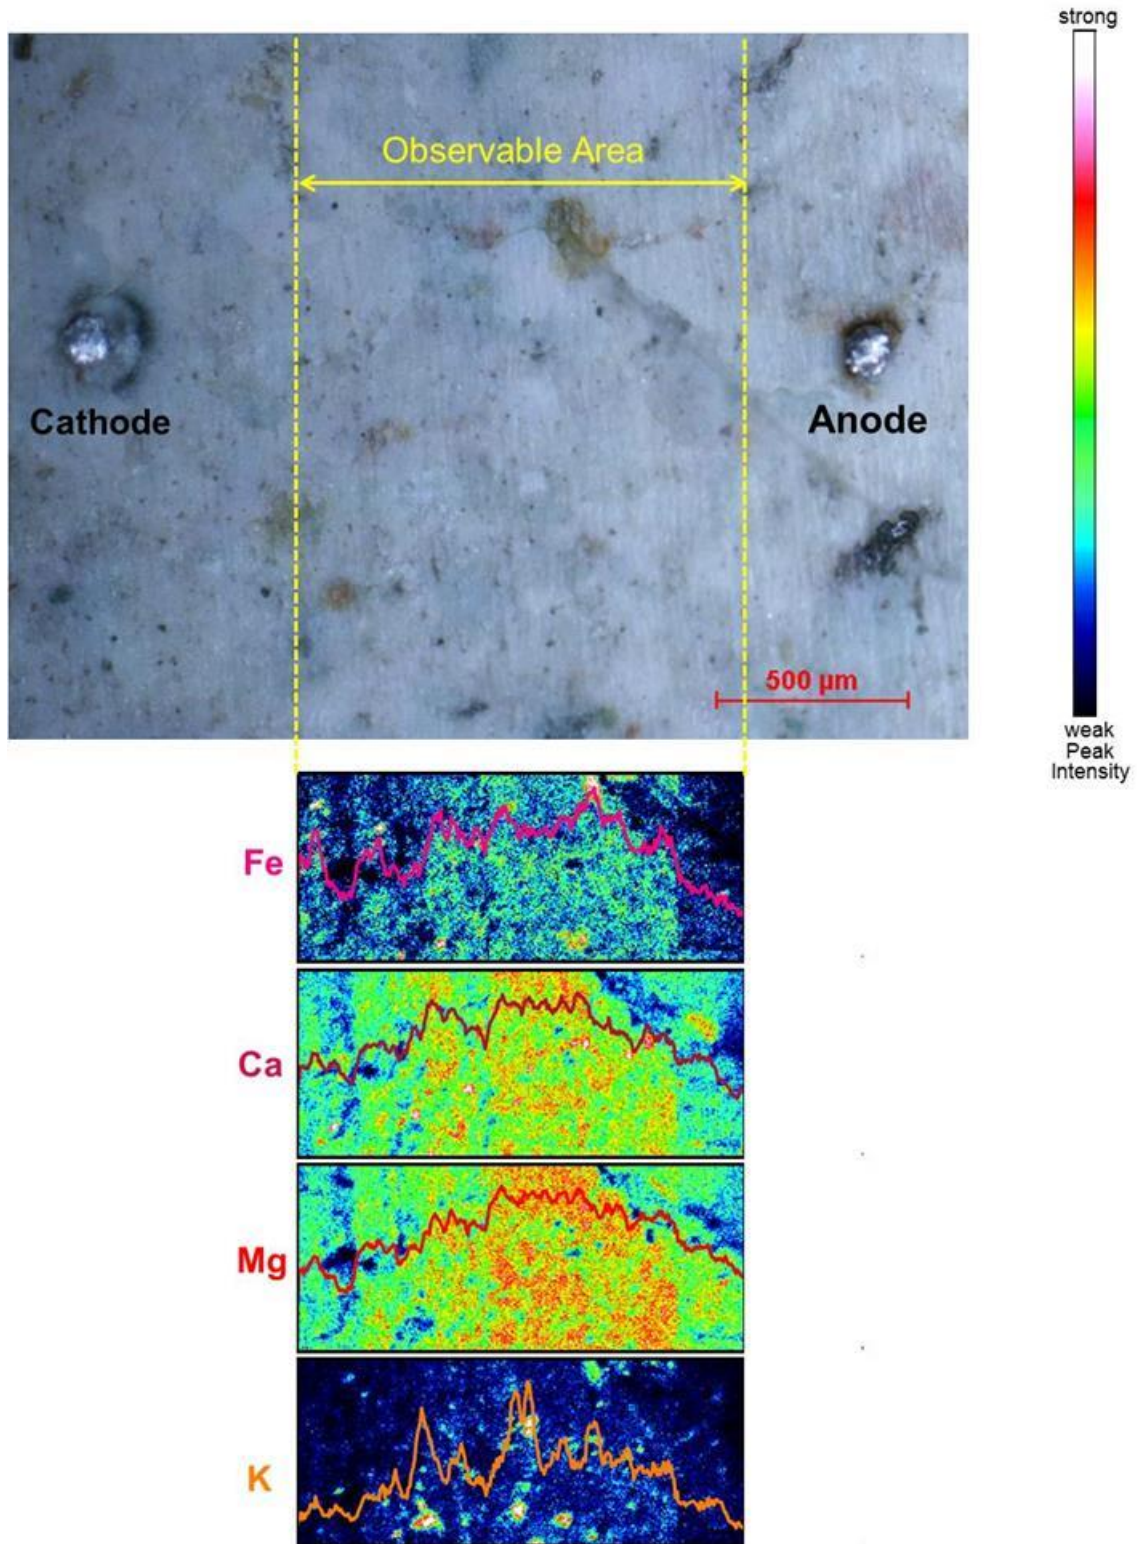 strong
Observable Area
Cathode
Anode
500 µm
weak
Peak
Intensity
Fe
Ca
Mg
K